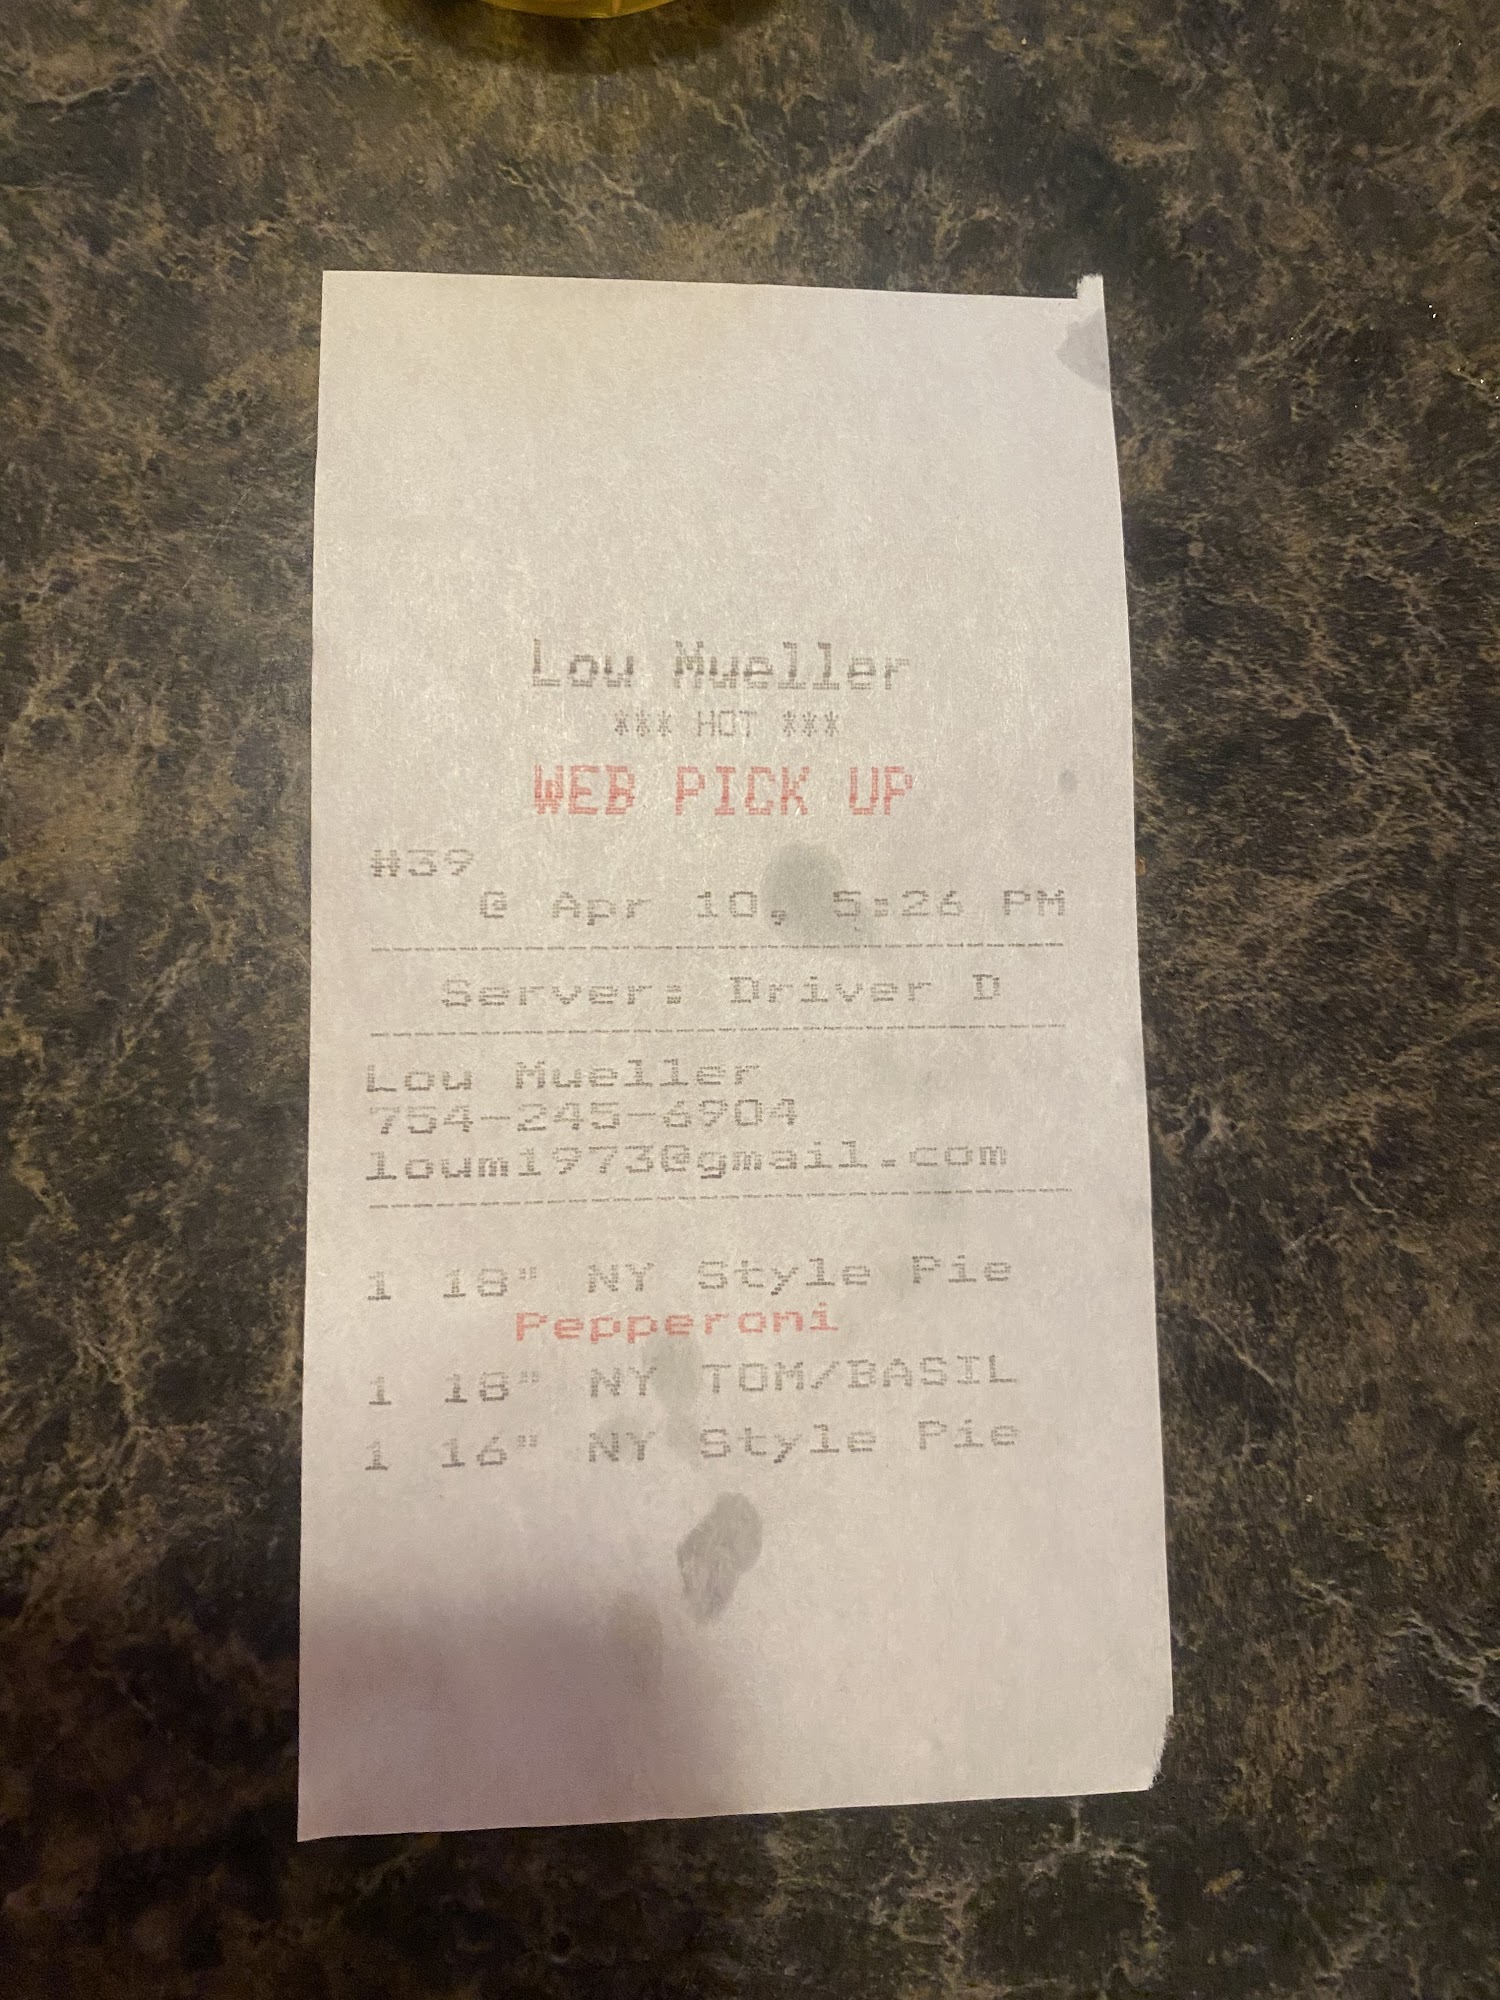 Lou Mueller
*** HOT ***
WEB PICK UP
#39
@ Apr 10, 5:26 PM
Server: Driver D
Lou Mueller
754-245-6904
loum1973@gmail.com
1 18" NY Style Pie
Pepperoni
1 18" NY TOM/BASIL
1 16" NY Style Pie